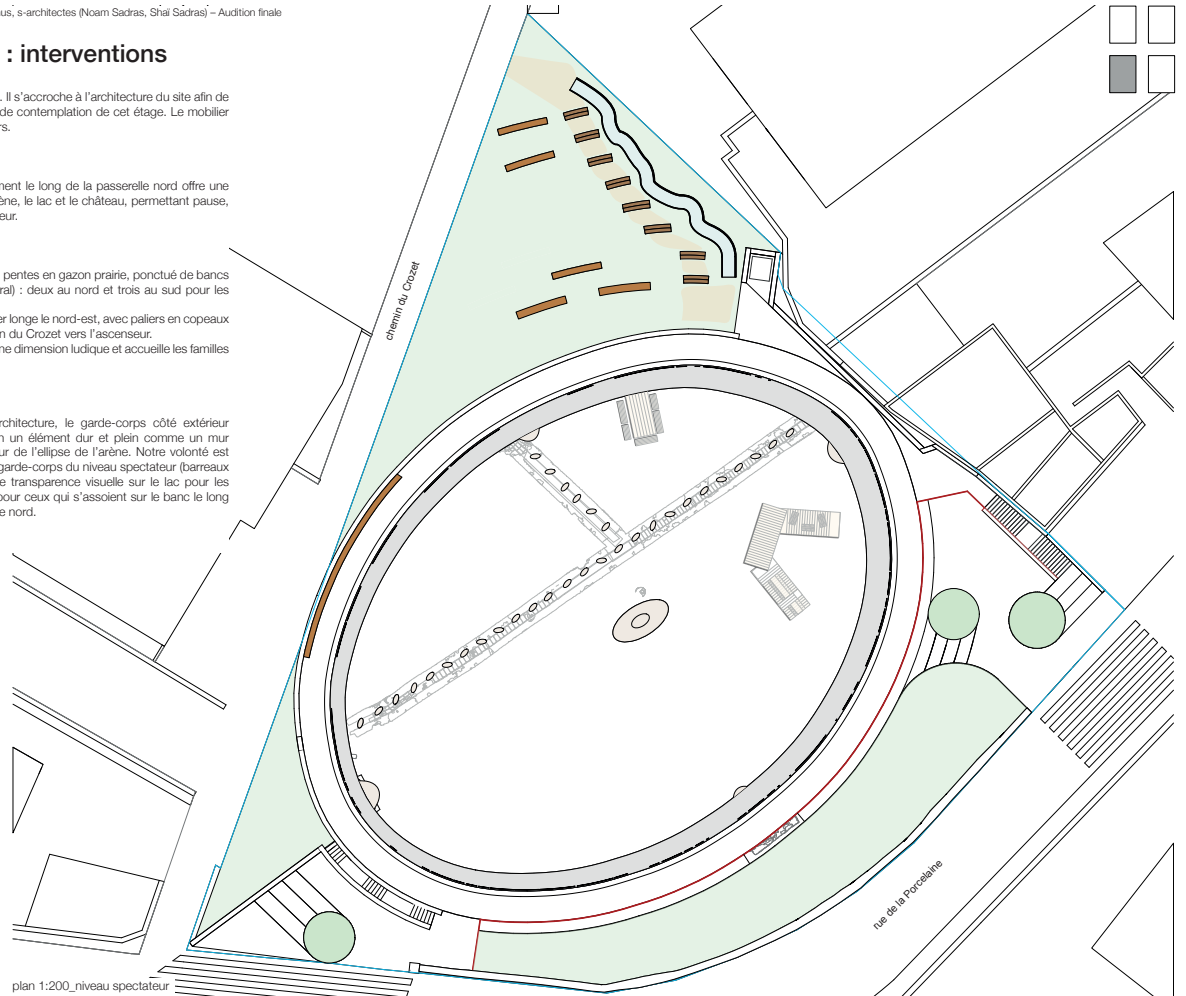 us, s-architectes (Noam Sadras, Shaï Sadras) – Audition finale
: interventions
. Il s'accroche à l'architecture du site afin de
de contemplation de cet étage. Le mobilier
rs.
ment le long de la passerelle nord offre une
ène, le lac et le château, permettant pause,
eur.
pentes en gazon prairie, ponctué de bancs
ral) : deux au nord et trois au sud pour les
er longe le nord-est, avec paliers en copeaux
n du Crozet vers l'ascenseur.
ne dimension ludique et accueille les familles
rchitecture, le garde-corps côté extérieur
n un élément dur et plein comme un mur
ur de l'ellipse de l'arène. Notre volonté est
garde-corps du niveau spectateur (barreaux
e transparence visuelle sur le lac pour les
pour ceux qui s'assoient sur le banc le long
e nord.
chemin du Crozet
rue de la Porcelaine
plan 1:200_niveau spectateur